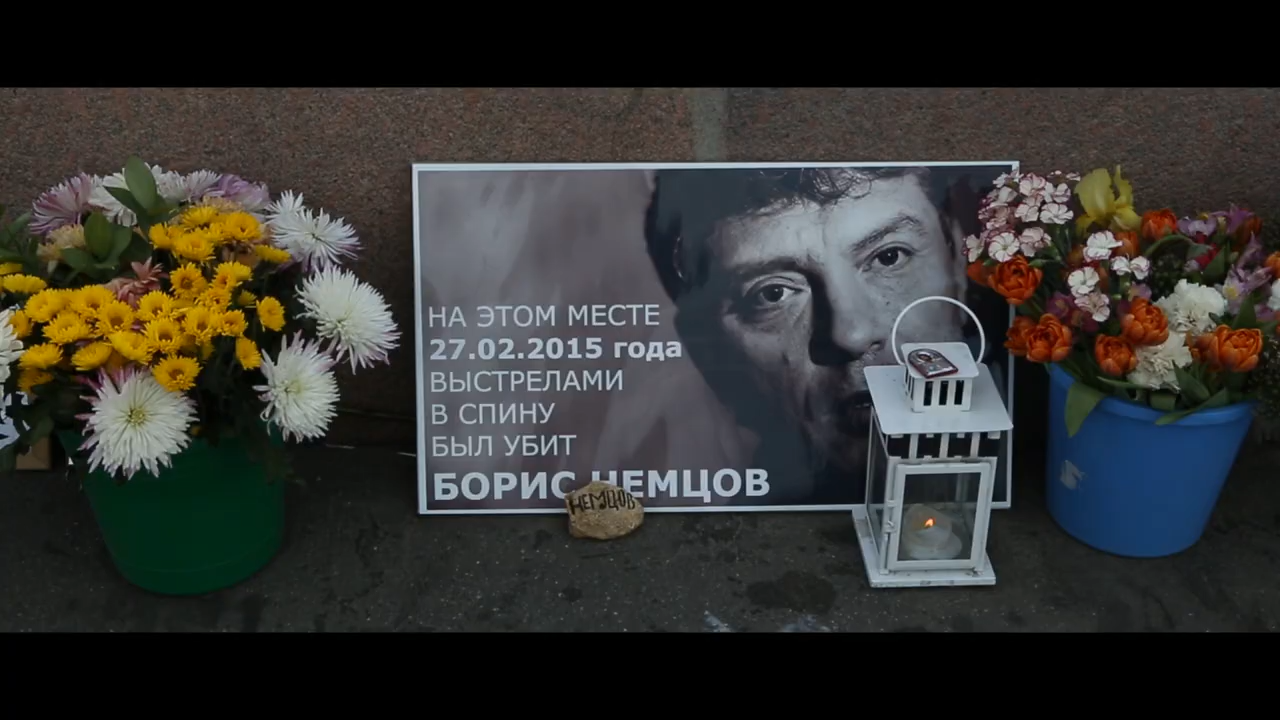 НА ЭТОМ МЕСТЕ
27.02.2015 года
ВЫСТРЕЛАМИ
В СПИНУ
БЫЛ УБИТ
БОРИС НЕМЦОВ
НЕМЦОВ